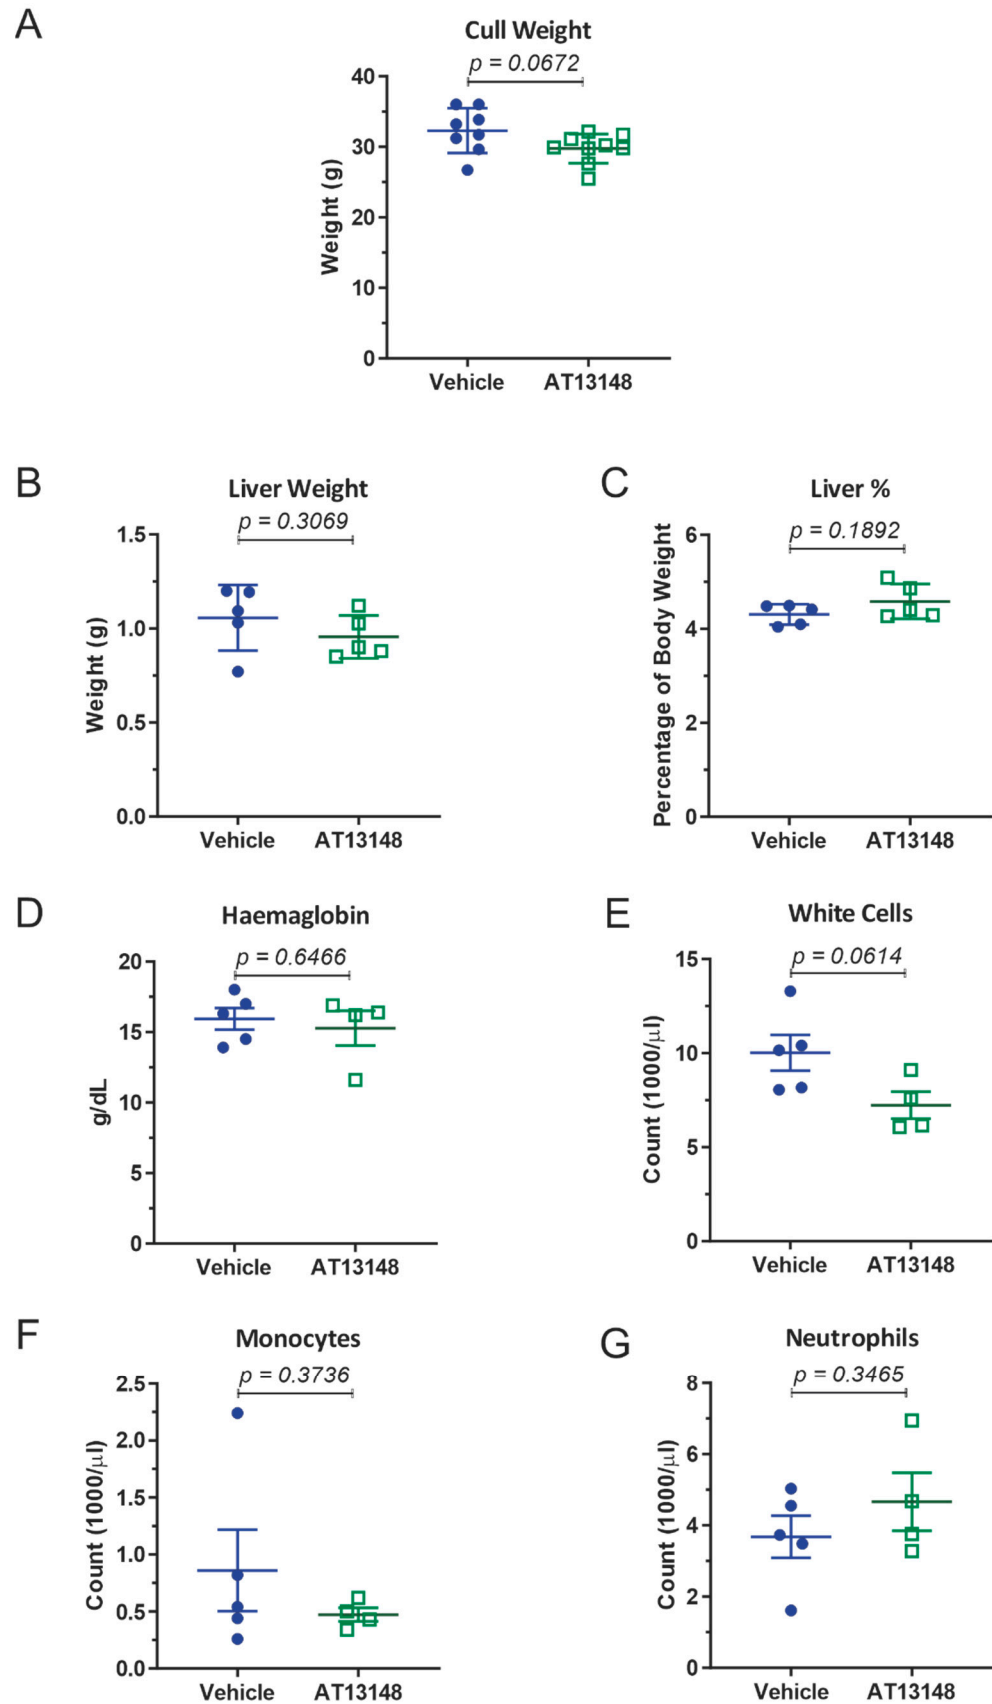 A
Cull Weight
p = 0.0672
Weight (g)
40
30
20
10
0
Vehicle AT13148
B
Liver Weight
p = 0.3069
Weight (g)
1.5
1.0
0.5
0.0
Vehicle AT13148
C
Liver %
p = 0.1892
Percentage of Body Weight
6
4
2
0
Vehicle AT13148
D
Haemaglobin
p = 0.6466
g/dL
20
15
10
5
0
Vehicle AT13148
E
White Cells
p = 0.0614
Count (1000/μl)
15
10
5
0
Vehicle AT13148
F
Monocytes
p = 0.3736
Count (1000/μl)
2.5
2.0
1.5
1.0
0.5
0.0
Vehicle AT13148
G
Neutrophils
p = 0.3465
Count (1000/μl)
8
6
4
2
0
Vehicle AT13148